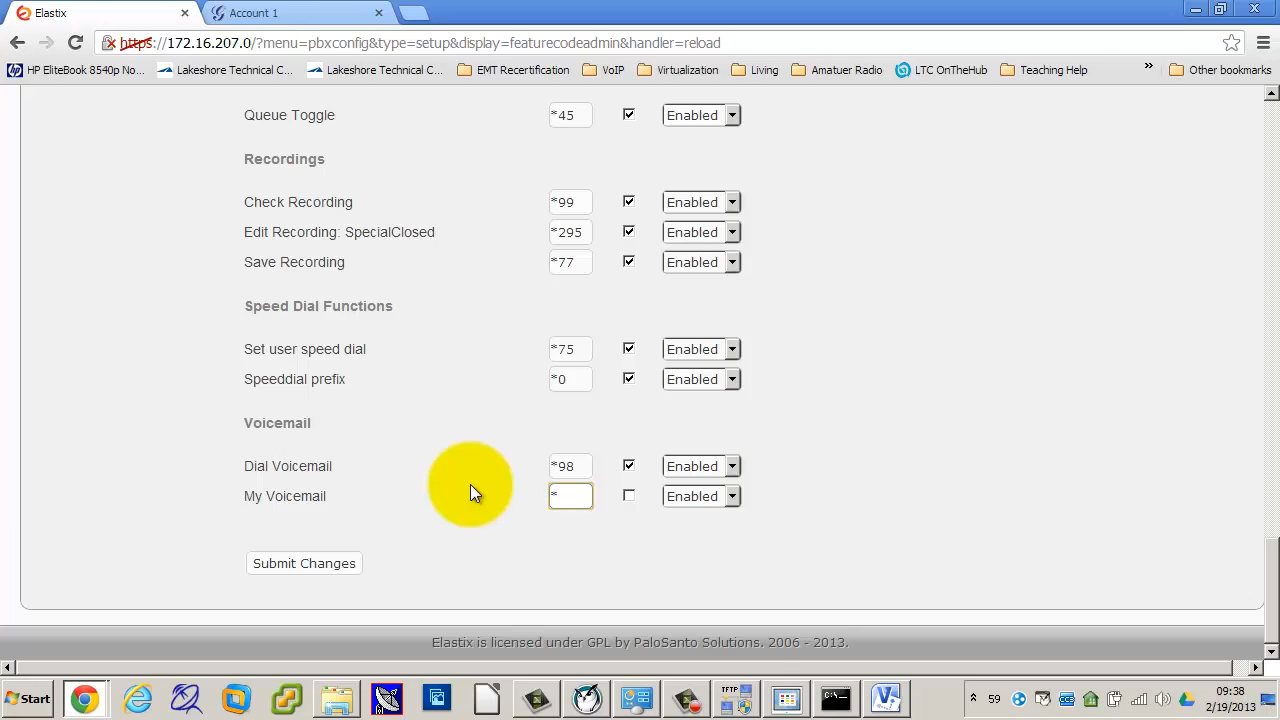 Elastix
Account 1
https://172.16.207.0/?menu=pbxconfig&type=setup&display=featurecodeadmin&handler=reload
HP EliteBook 8540p No...
Lakeshore Technical C...
Lakeshore Technical C...
EMT Recertification
VoIP
Virtualization
Living
Amatuer Radio
LTC OnTheHub
Teaching Help
»
Other bookmarks
Queue Toggle *45 Enabled
Recordings
Check Recording *99 Enabled
Edit Recording: SpecialClosed *295 Enabled
Save Recording *77 Enabled
Speed Dial Functions
Set user speed dial *75 Enabled
Speeddial prefix *0 Enabled
Voicemail
Dial Voicemail *98 Enabled
My Voicemail * Enabled
Submit Changes
Elastix is licensed under GPL by PaloSanto Solutions. 2006 - 2013.
Start
TFTP
59
09:38
2/19/2013